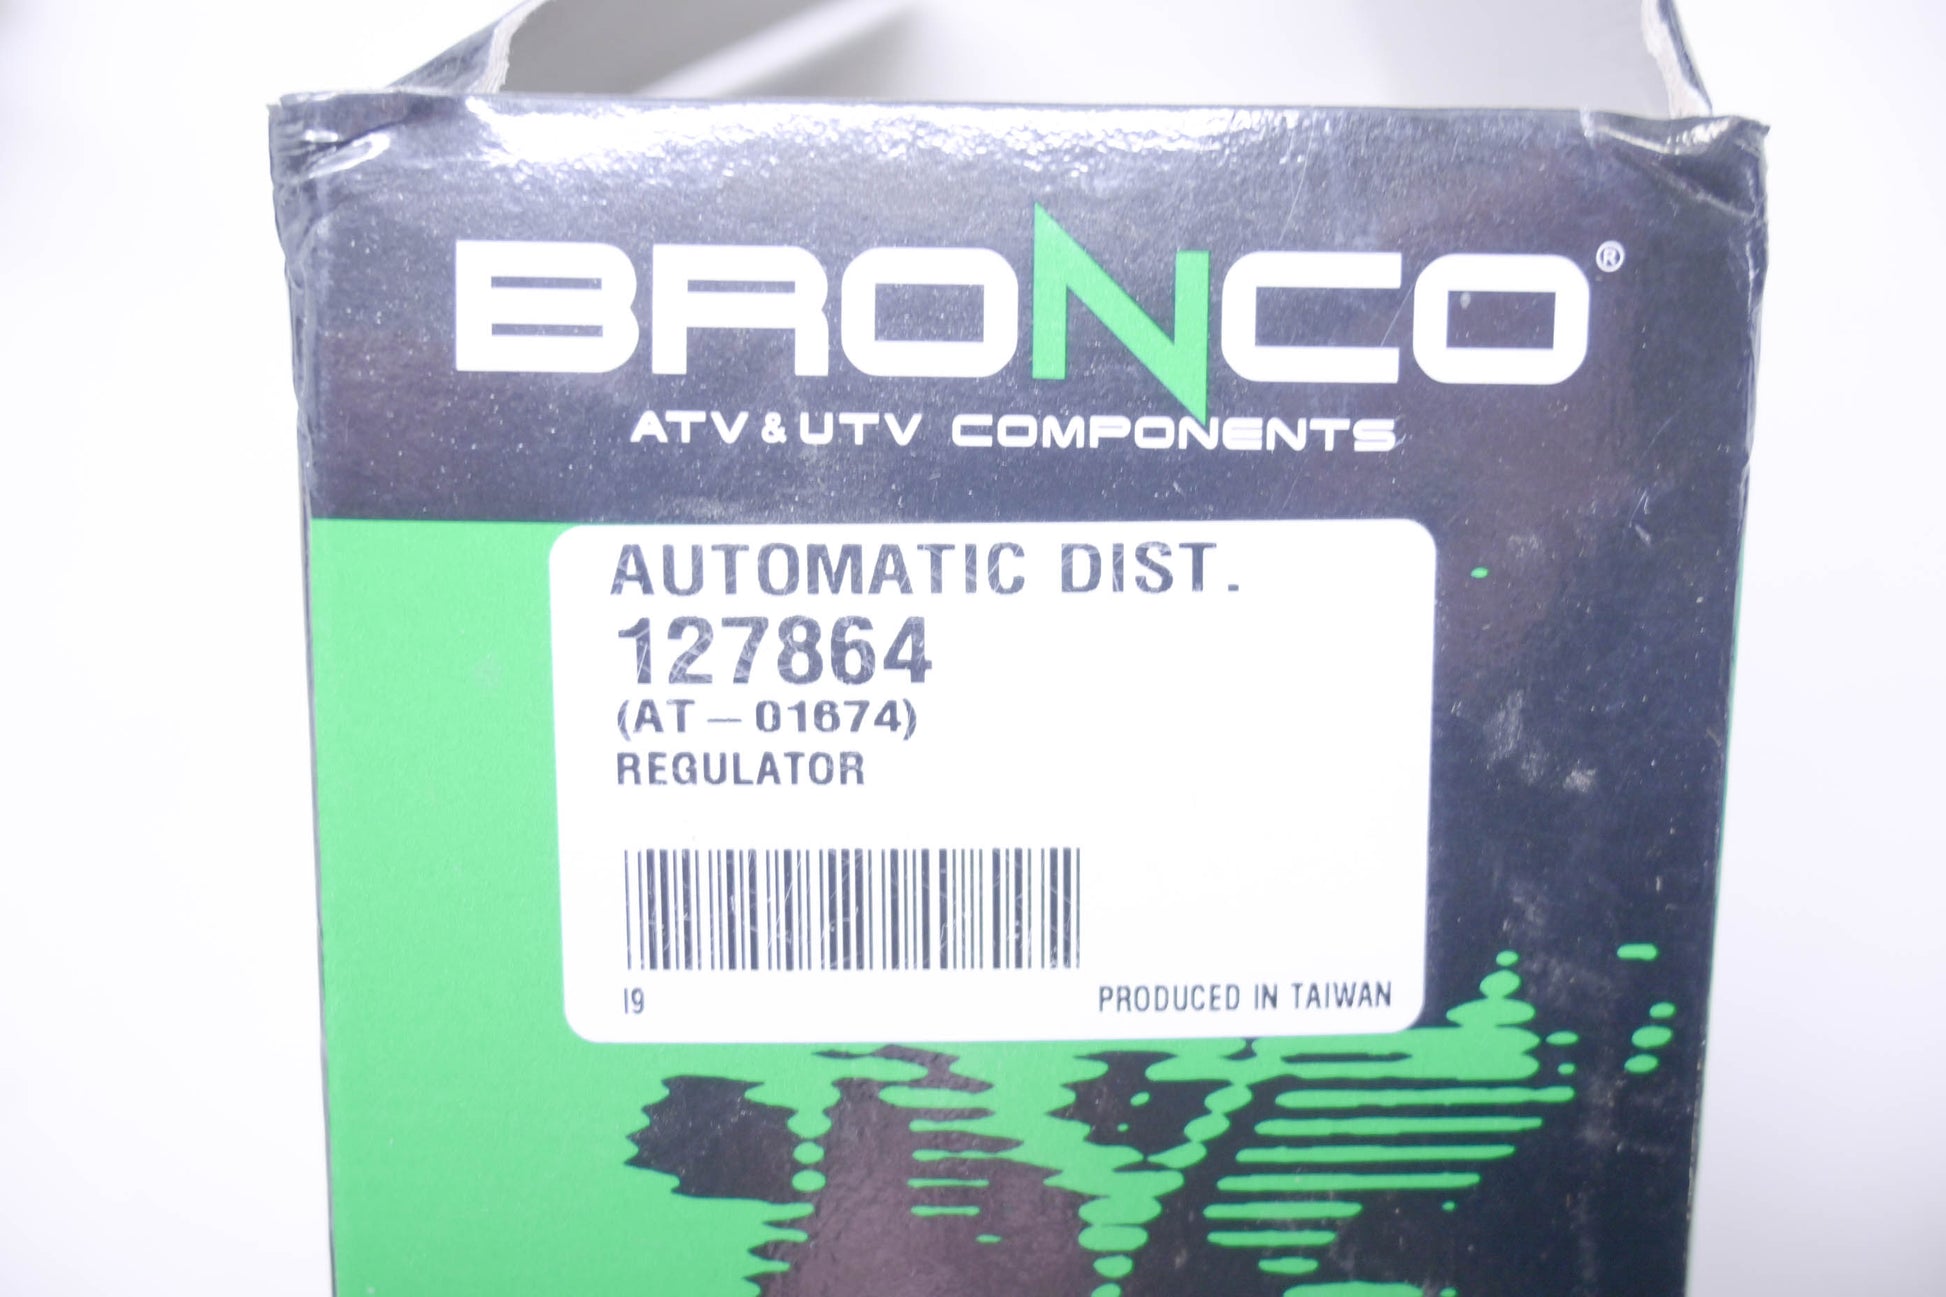 BRONCO®
ATV & UTV COMPONENTS
AUTOMATIC DIST.
127864
(AT-01674)
REGULATOR
I9
PRODUCED IN TAIWAN